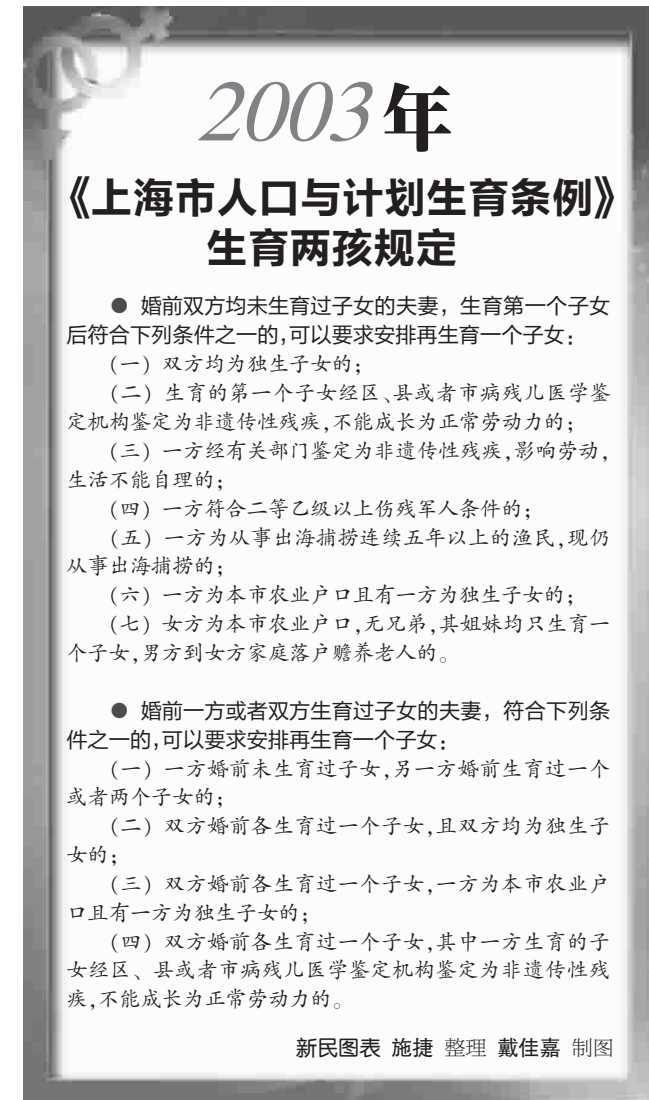 2003年
《上海市人口与计划生育条例》
生育两孩规定
● 婚前双方均未生育过子女的夫妻，生育第一个子女
后符合下列条件之一的,可以要求安排再生育一个子女：
(一) 双方均为独生子女的;
(二) 生育的第一个子女经区、县或者市病残儿医学鉴
定机构鉴定为非遗传性残疾,不能成长为正常劳动力的;
(三) 一方经有关部门鉴定为非遗传性残疾,影响劳动,
生活不能自理的;
(四) 一方符合二等乙级以上伤残军人条件的;
(五) 一方为从事出海捕捞连续五年以上的渔民,现仍
从事出海捕捞的;
(六) 一方为本市农业户口且有一方为独生子女的;
(七) 女方为本市农业户口,无兄弟,其姐妹均只生育一
个子女,男方到女方家庭落户赡养老人的。
● 婚前一方或者双方生育过子女的夫妻，符合下列条
件之一的,可以要求安排再生育一个子女：
(一) 一方婚前未生育过子女,另一方婚前生育过一个
或者两个子女的;
(二) 双方婚前各生育过一个子女,且双方均为独生子
女的;
(三) 双方婚前各生育过一个子女,一方为本市农业户
口且有一方为独生子女的;
(四) 双方婚前各生育过一个子女,其中一方生育的子
女经区、县或者市病残儿医学鉴定机构鉴定为非遗传性残
疾,不能成长为正常劳动力的。
新民图表 施捷 整理 戴佳嘉 制图